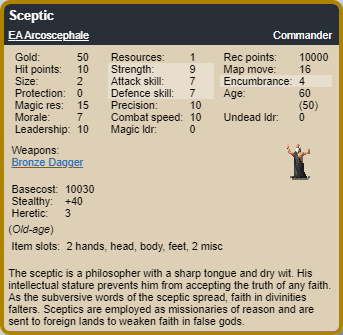 Sceptic
EA Arcoscephale Commander
Gold: 50 Resources: 1 Rec points: 10000
Hit points: 10 Strength: 9 Map move: 16
Size: 2 Attack skill: 7 Encumbrance: 4
Protection: 0 Defence skill: 7 Age: 60
Magic res: 15 Precision: 10 (50)
Morale: 7 Combat speed: 10 Undead ldr: 0
Leadership: 10 Magic ldr: 0
Weapons:
Bronze Dagger
Basecost: 10030
Stealthy: +40
Heretic: 3
(Old-age)
Item slots: 2 hands, head, body, feet, 2 misc
The sceptic is a philosopher with a sharp tongue and dry wit. His
intellectual stature prevents him from accepting the truth of any faith.
As the subversive words of the sceptic spread, faith in divinities
falters. Sceptics are employed as missionaries of reason and are
sent to foreign lands to weaken faith in false gods.